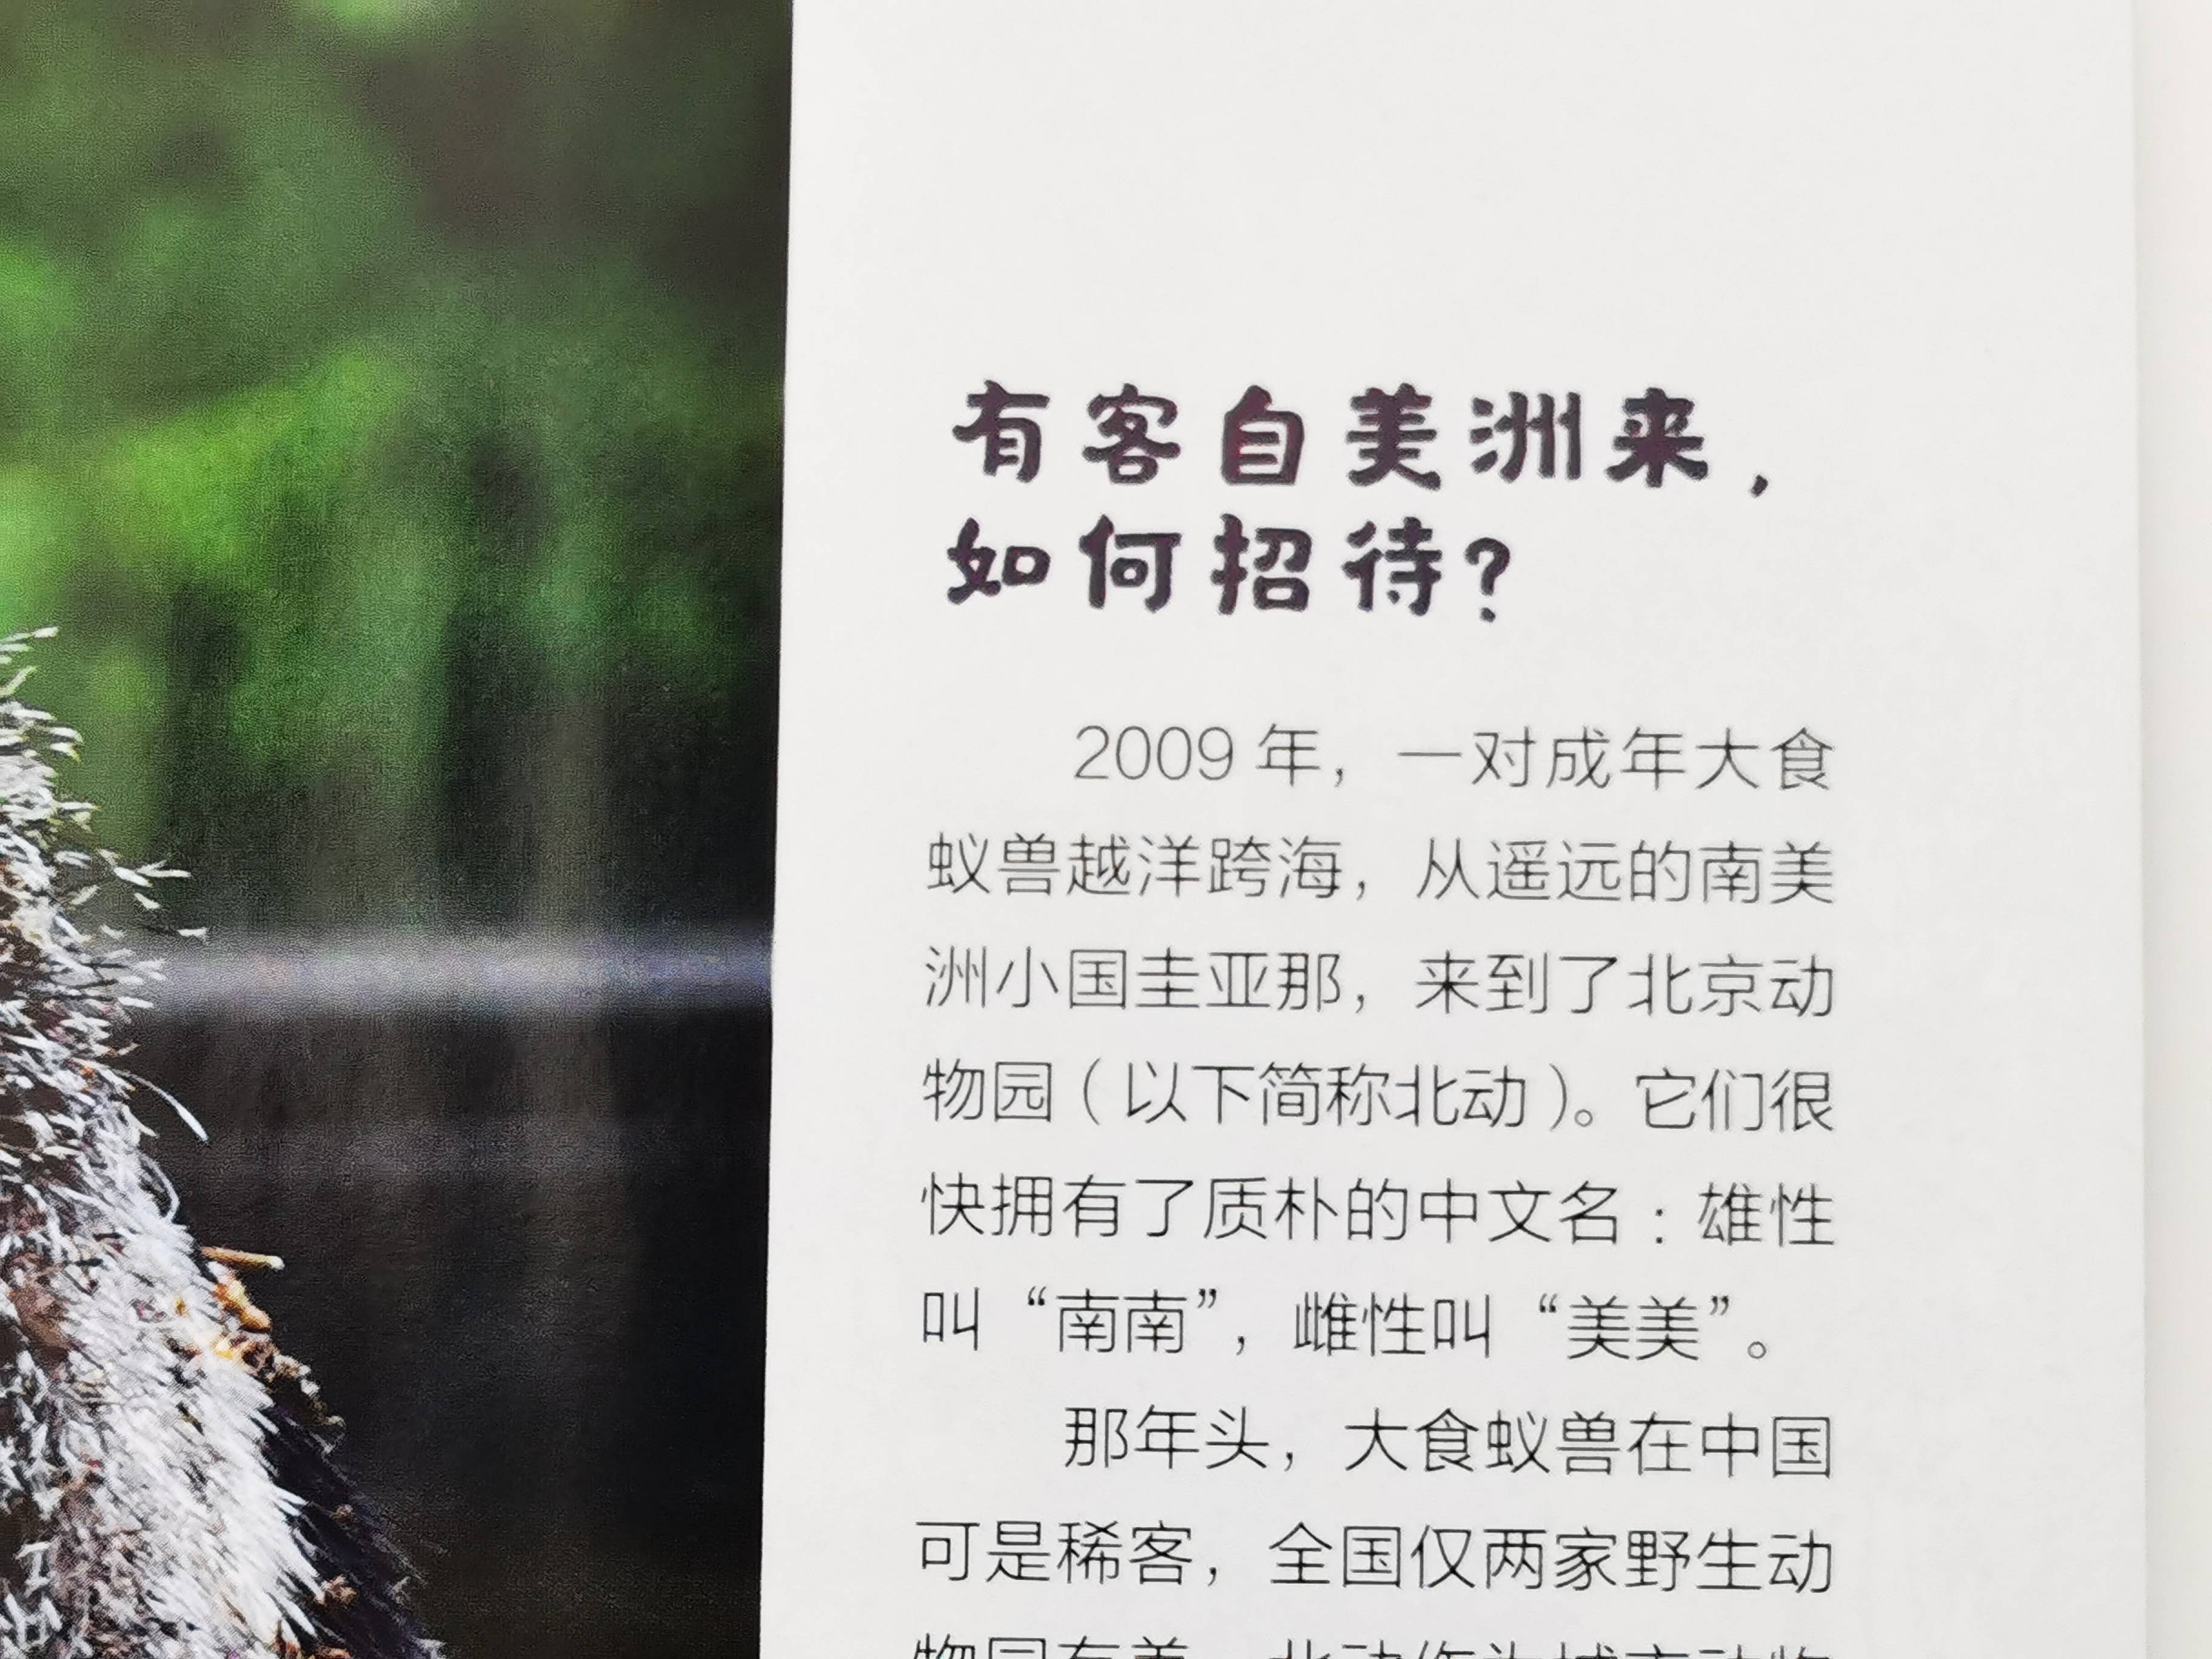 有客自美洲来，
如何招待？
2009 年，一对成年大食
蚁兽越洋跨海，从遥远的南美
洲小国圭亚那，来到了北京动
物园（以下简称北动）。它们很
快拥有了质朴的中文名：雄性
叫“南南”，雌性叫“美美”。
那年头，大食蚁兽在中国
可是稀客，全国仅两家野生动